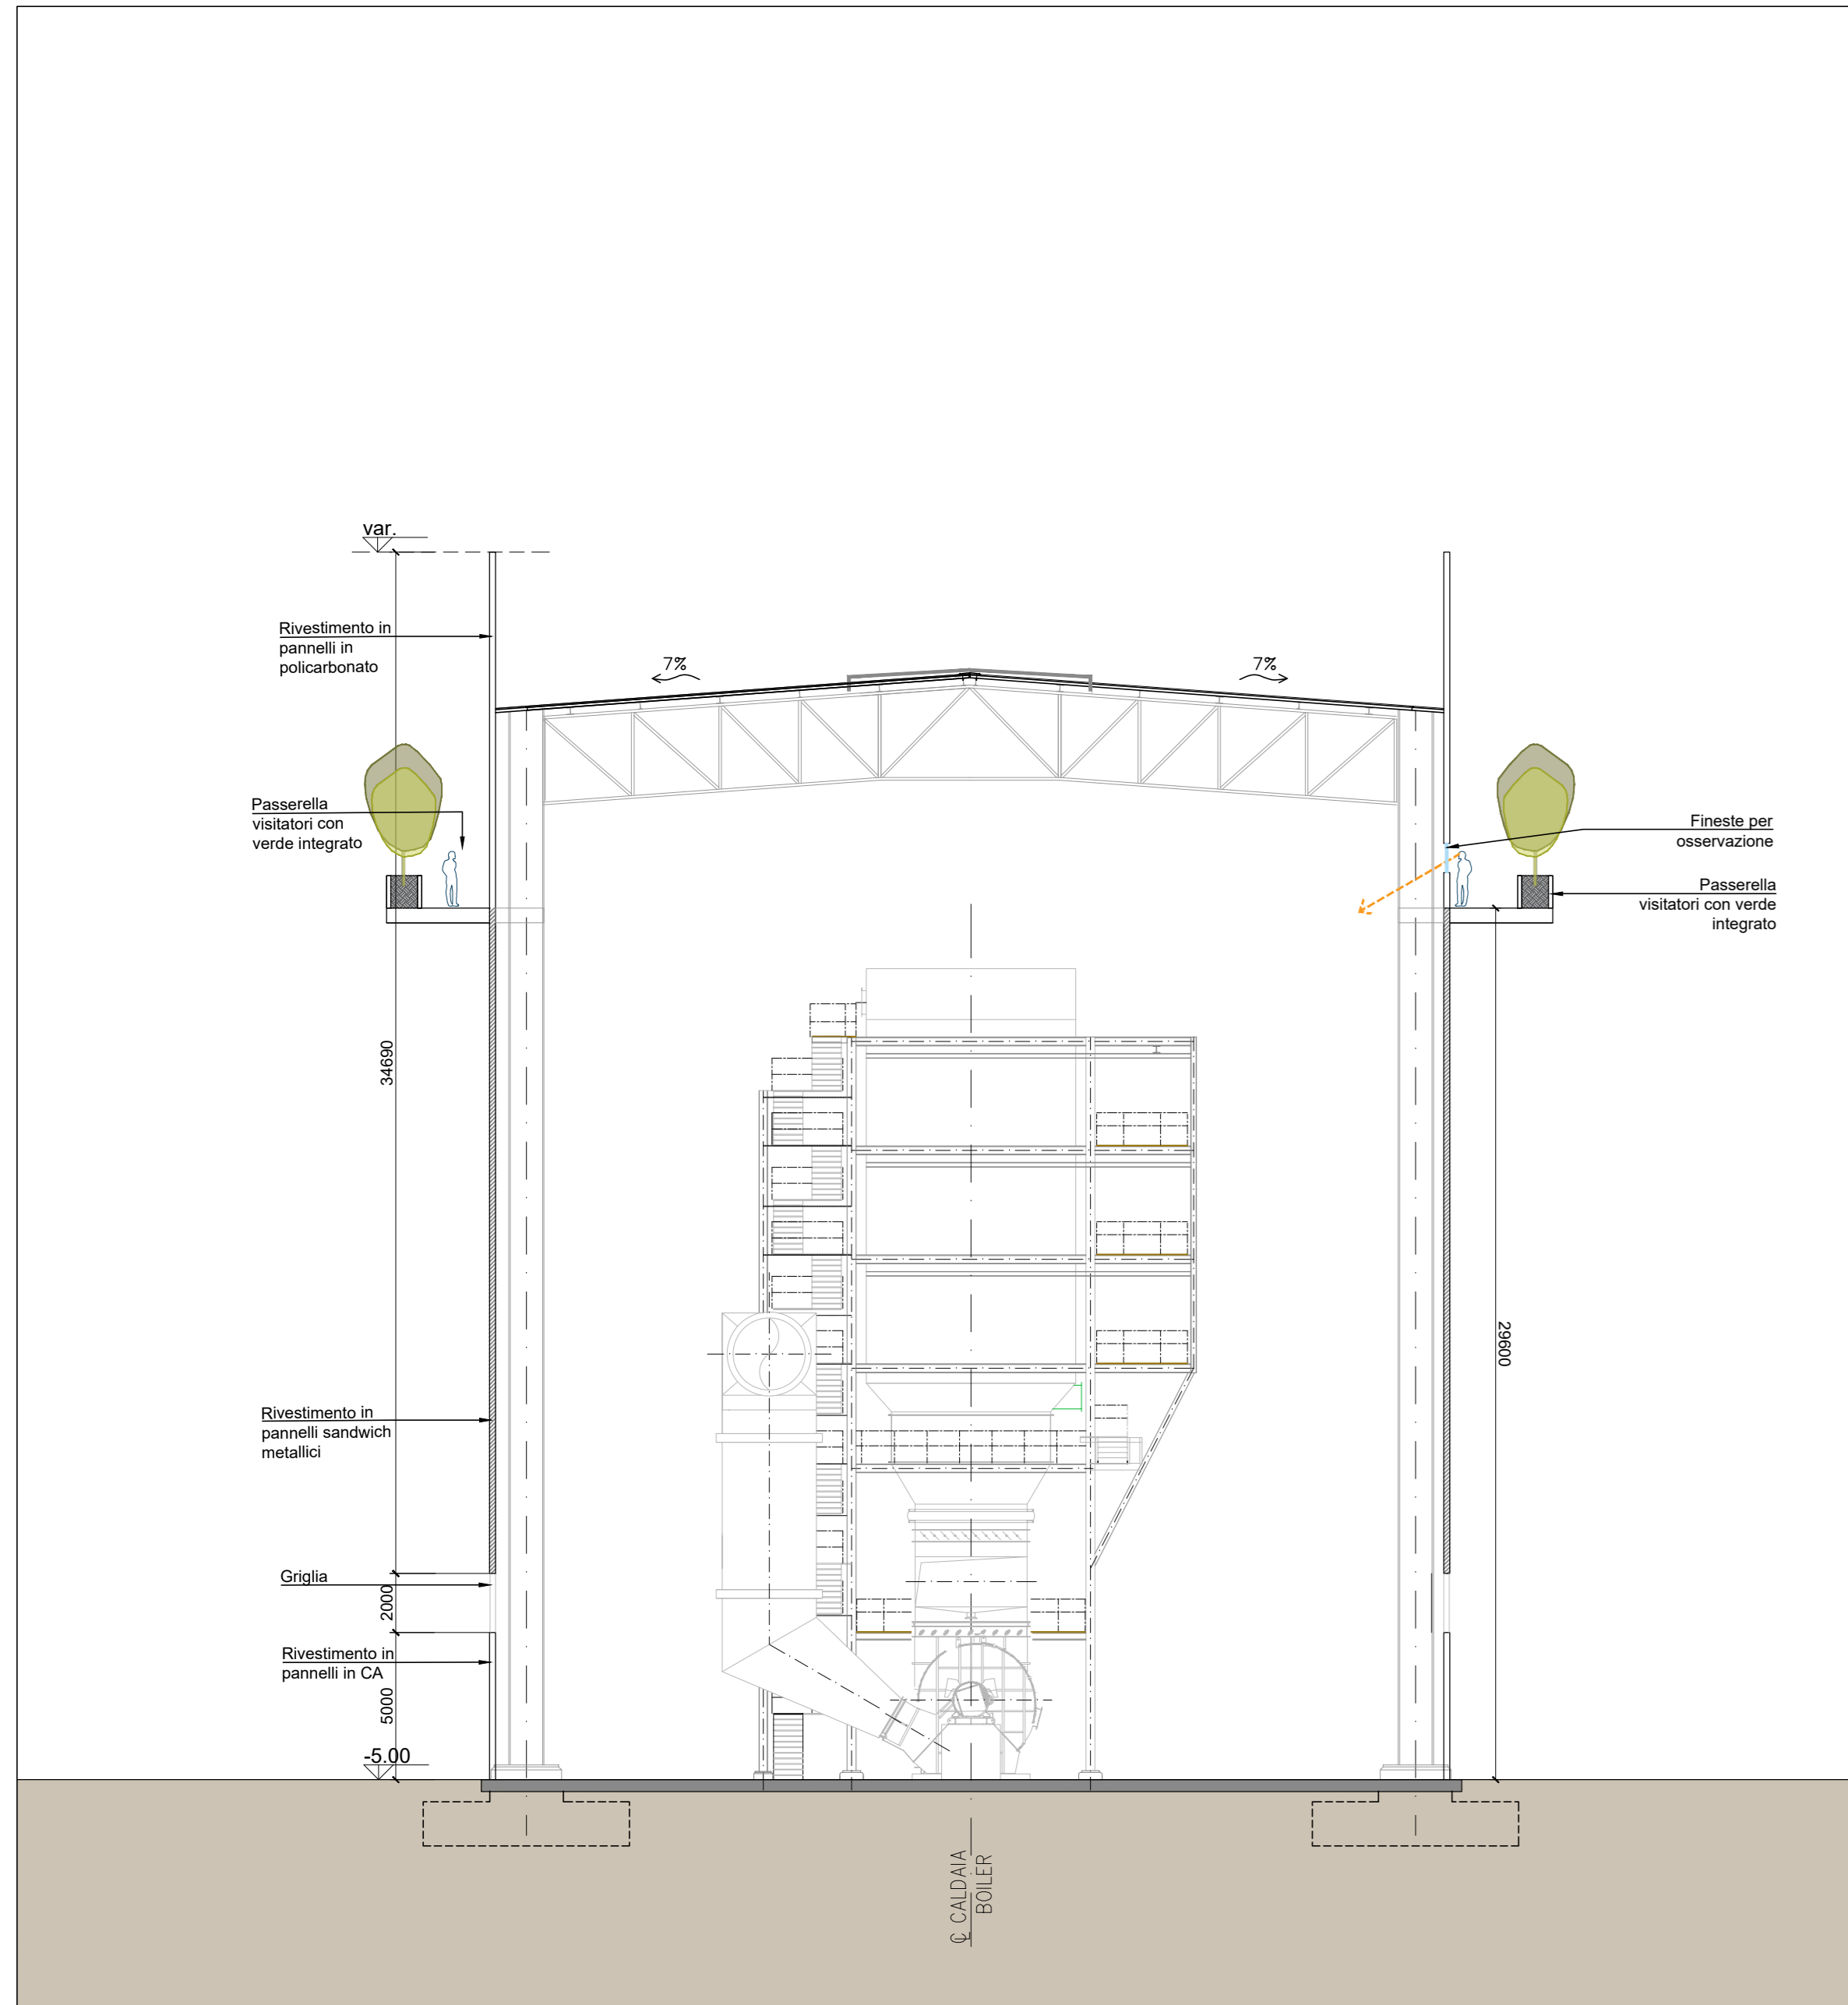 var.
Rivestimento in
pannelli in
policarbonato
7%
7%
Passerella
visitatori con
verde integrato
Fineste per
osservazione
Passerella
visitatori con verde
integrato
34690
29600
Rivestimento in
pannelli sandwich
metallici
Griglia
2000
Rivestimento in
pannelli in CA
5000
-5.00
℄ CALDAIA
BOILER